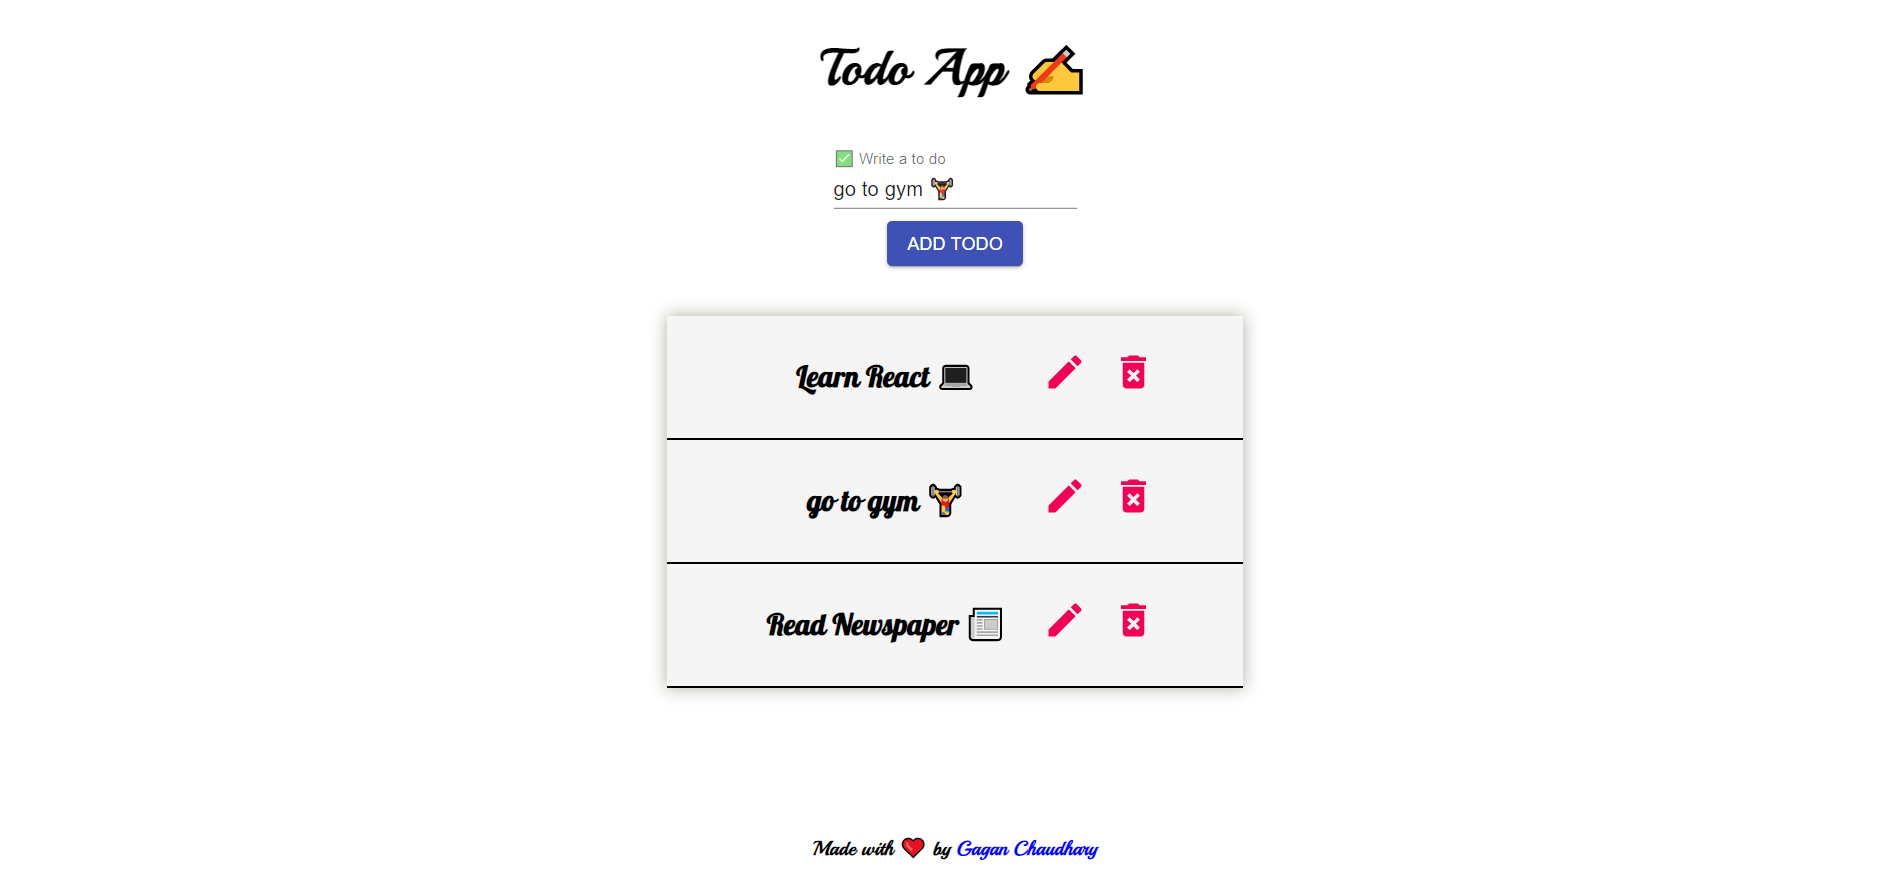 Todo App ✍️
✅ Write a to do
go to gym 🏋️
ADD TODO
Learn React 💻
go to gym 🏋️
Read Newspaper 📰
Made with ❤️ by Gagan Chaudhary